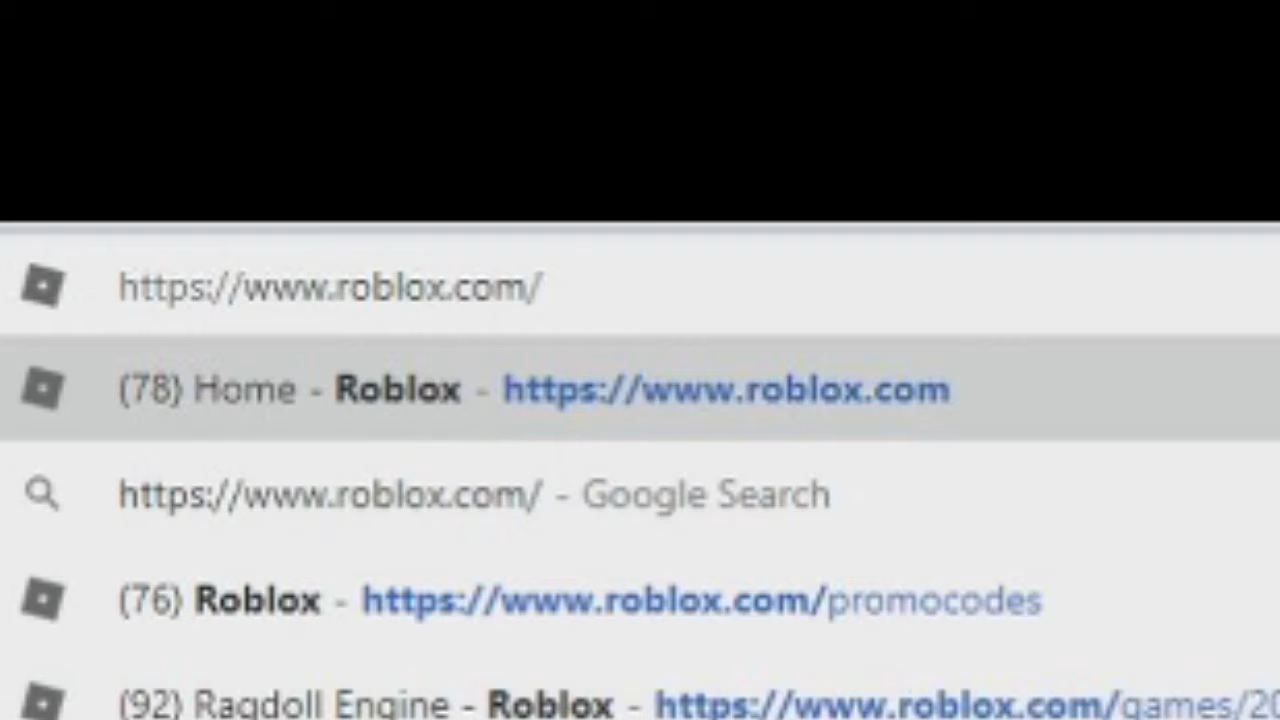 https://www.roblox.com/
(78) Home - Roblox - https://www.roblox.com
https://www.roblox.com/ - Google Search
(76) Roblox - https://www.roblox.com/promocodes
(92) Ragdoll Engine - Roblox - https://www.roblox.com/games/20